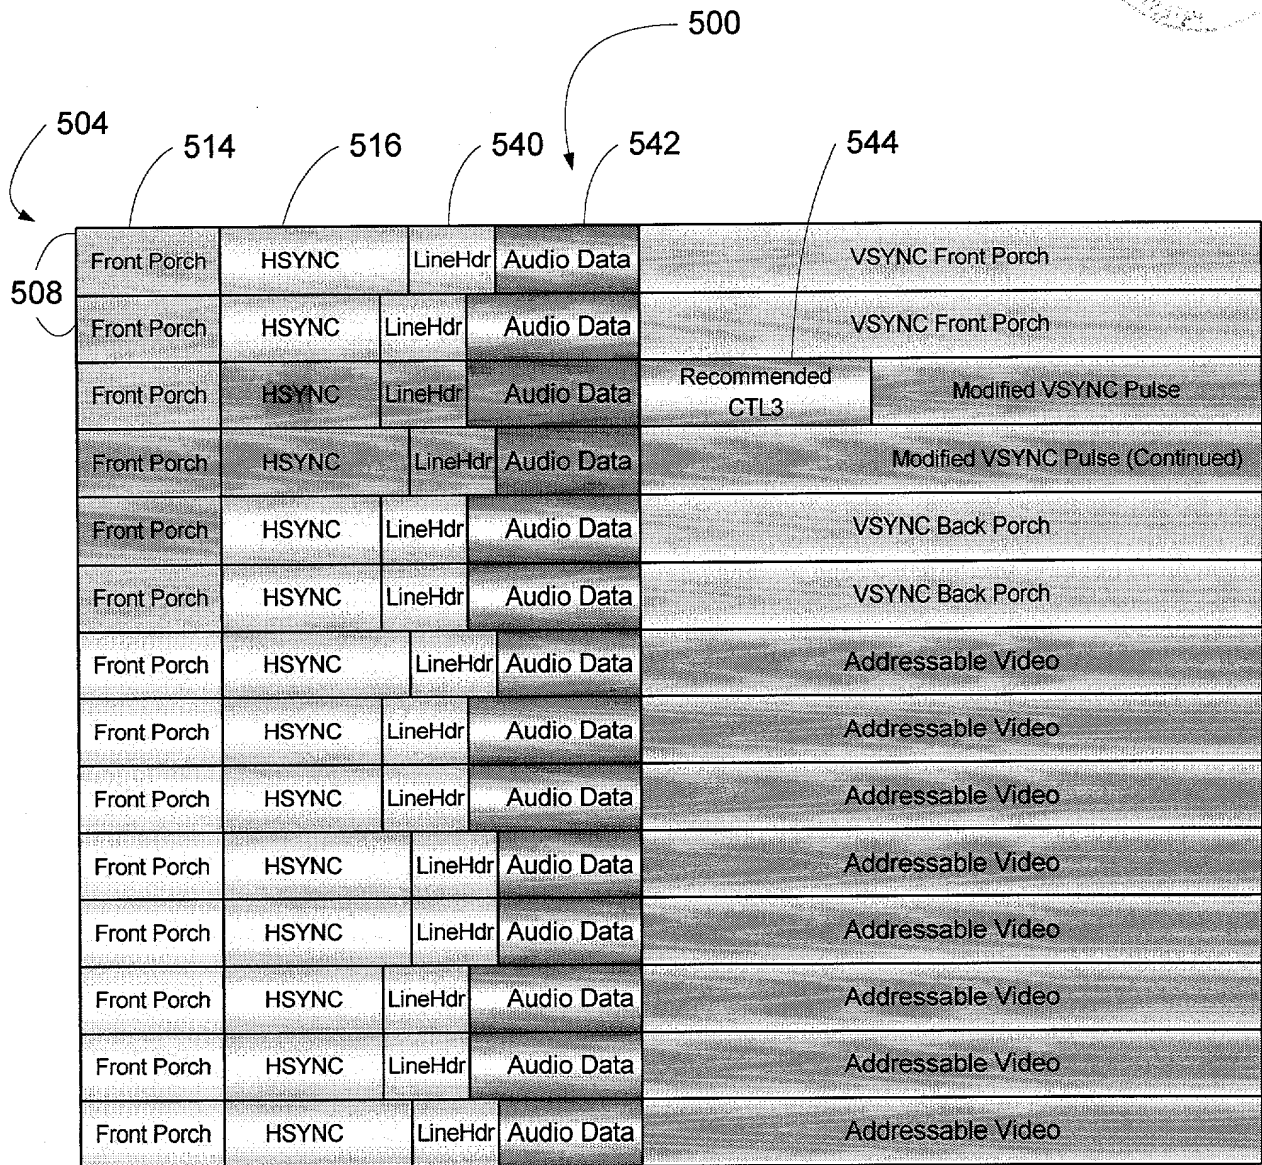 500
504
514
516
540
542
544
508
Front Porch HSYNC LineHdr Audio Data VSYNC Front Porch
Front Porch HSYNC LineHdr Audio Data VSYNC Front Porch
Front Porch HSYNC LineHdr Audio Data Recommended CTL3 Modified VSYNC Pulse
Front Porch HSYNC LineHdr Audio Data Modified VSYNC Pulse (Continued)
Front Porch HSYNC LineHdr Audio Data VSYNC Back Porch
Front Porch HSYNC LineHdr Audio Data VSYNC Back Porch
Front Porch HSYNC LineHdr Audio Data Addressable Video
Front Porch HSYNC LineHdr Audio Data Addressable Video
Front Porch HSYNC LineHdr Audio Data Addressable Video
Front Porch HSYNC LineHdr Audio Data Addressable Video
Front Porch HSYNC LineHdr Audio Data Addressable Video
Front Porch HSYNC LineHdr Audio Data Addressable Video
Front Porch HSYNC LineHdr Audio Data Addressable Video
Front Porch HSYNC LineHdr Audio Data Addressable Video